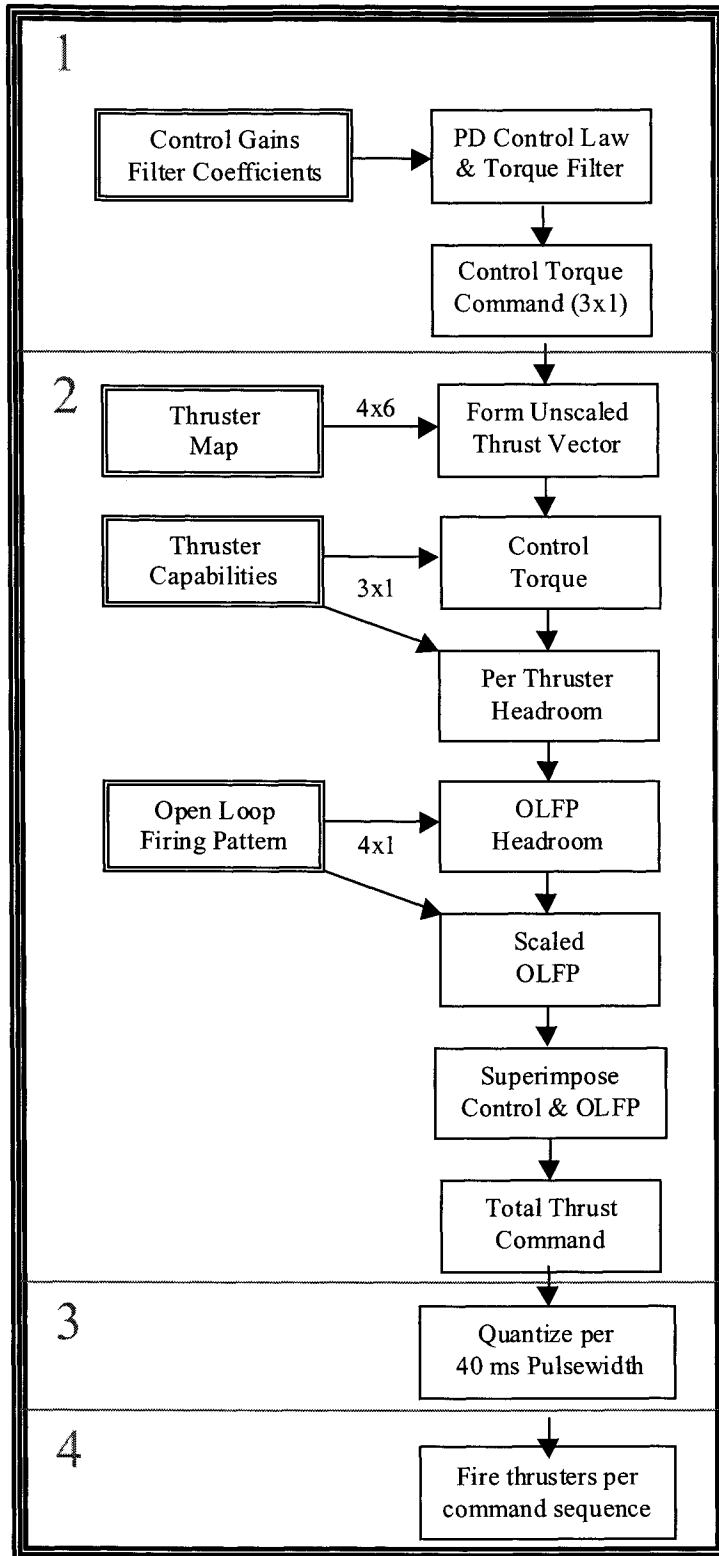 1
Control Gains
Filter Coefficients
PD Control Law
& Torque Filter
Control Torque
Command (3x1)
2
Thruster
Map
4x6
Form Unscaled
Thrust Vector
Thruster
Capabilities
3x1
Control
Torque
Per Thruster
Headroom
Open Loop
Firing Pattern
4x1
OLFP
Headroom
Scaled
OLFP
Superimpose
Control & OLFP
Total Thrust
Command
3
Quantize per
40 ms Pulsewidth
4
Fire thrusters per
command sequence